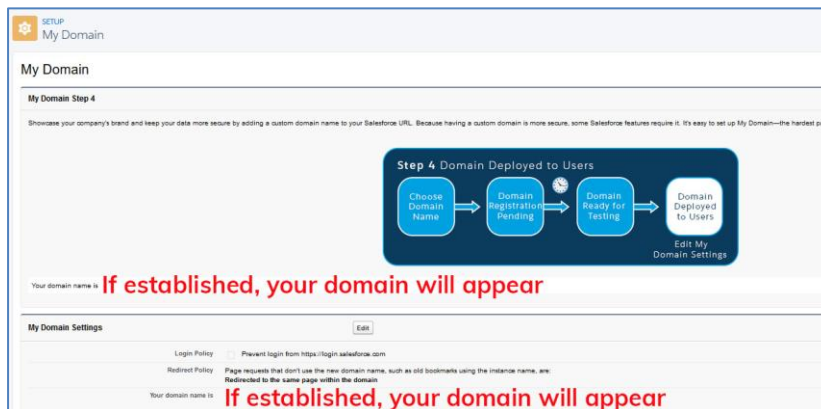 SETUP
My Domain
My Domain
My Domain Step 4
Showcase your company's brand and keep your data more secure by adding a custom domain name to your Salesforce URL. Because having a custom domain is more secure, some Salesforce features require it. It's easy to set up My Domain—the hardest
Step 4 Domain Deployed to Users
Choose Domain Name
Domain Registration Pending
Domain Ready for Testing
Domain Deployed to Users
Edit My Domain Settings
Your domain name is If established, your domain will appear
My Domain Settings Edit
Login Policy Prevent login from https://login.salesforce.com
Redirect Policy Page requests that don't use the new domain name, such as old bookmarks using the instance name, are:
Redirected to the same page within the domain
Your domain name is If established, your domain will appear